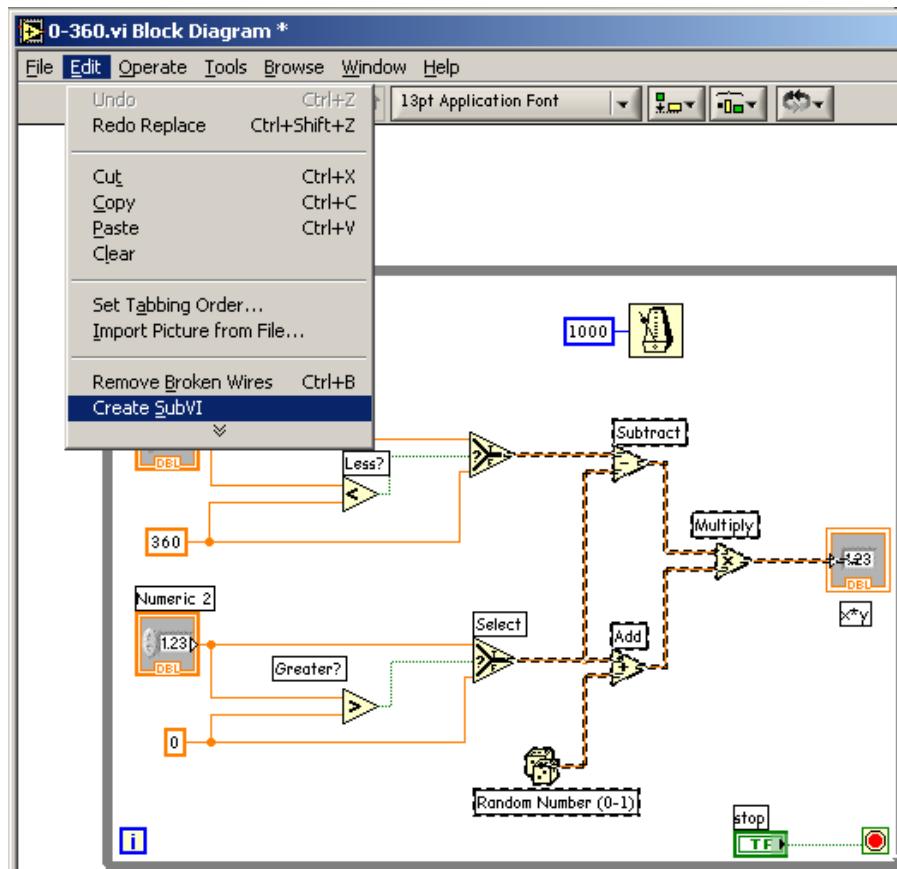 0-360.vi Block Diagram *
File Edit Operate Tools Browse Window Help
13pt Application Font
Undo Ctrl+Z
Redo Replace Ctrl+Shift+Z
Cut Ctrl+X
Copy Ctrl+C
Paste Ctrl+V
Clear
Set Tabbing Order...
Import Picture from File...
Remove Broken Wires Ctrl+B
Create SubVI
1000
Subtract
DBL
Less?
360
Multiply
1.23
DBL
x*y
Numeric 2
1.23
DBL
Select
Add
Greater?
0
Random Number (0-1)
stop
TF
i